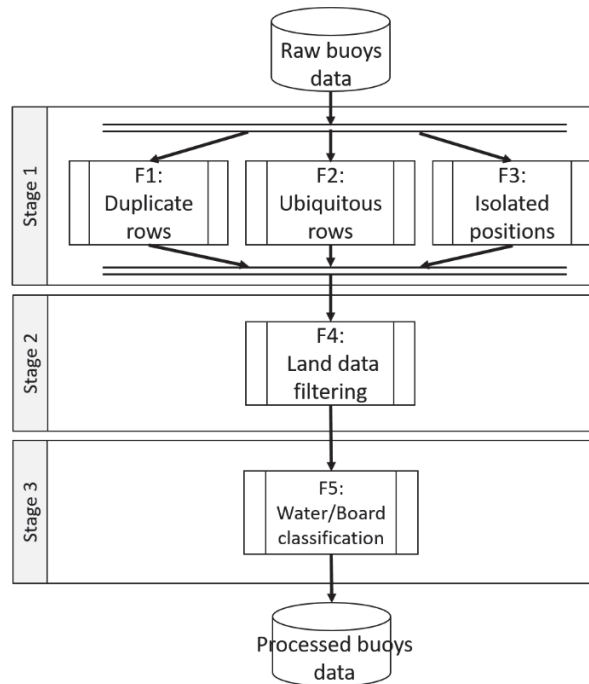 Raw buoys
data
Stage 1
F1:
Duplicate
rows
F2:
Ubiquitous
rows
F3:
Isolated
positions
Stage 2
F4:
Land data
filtering
Stage 3
F5:
Water/Board
classification
Processed buoys
data